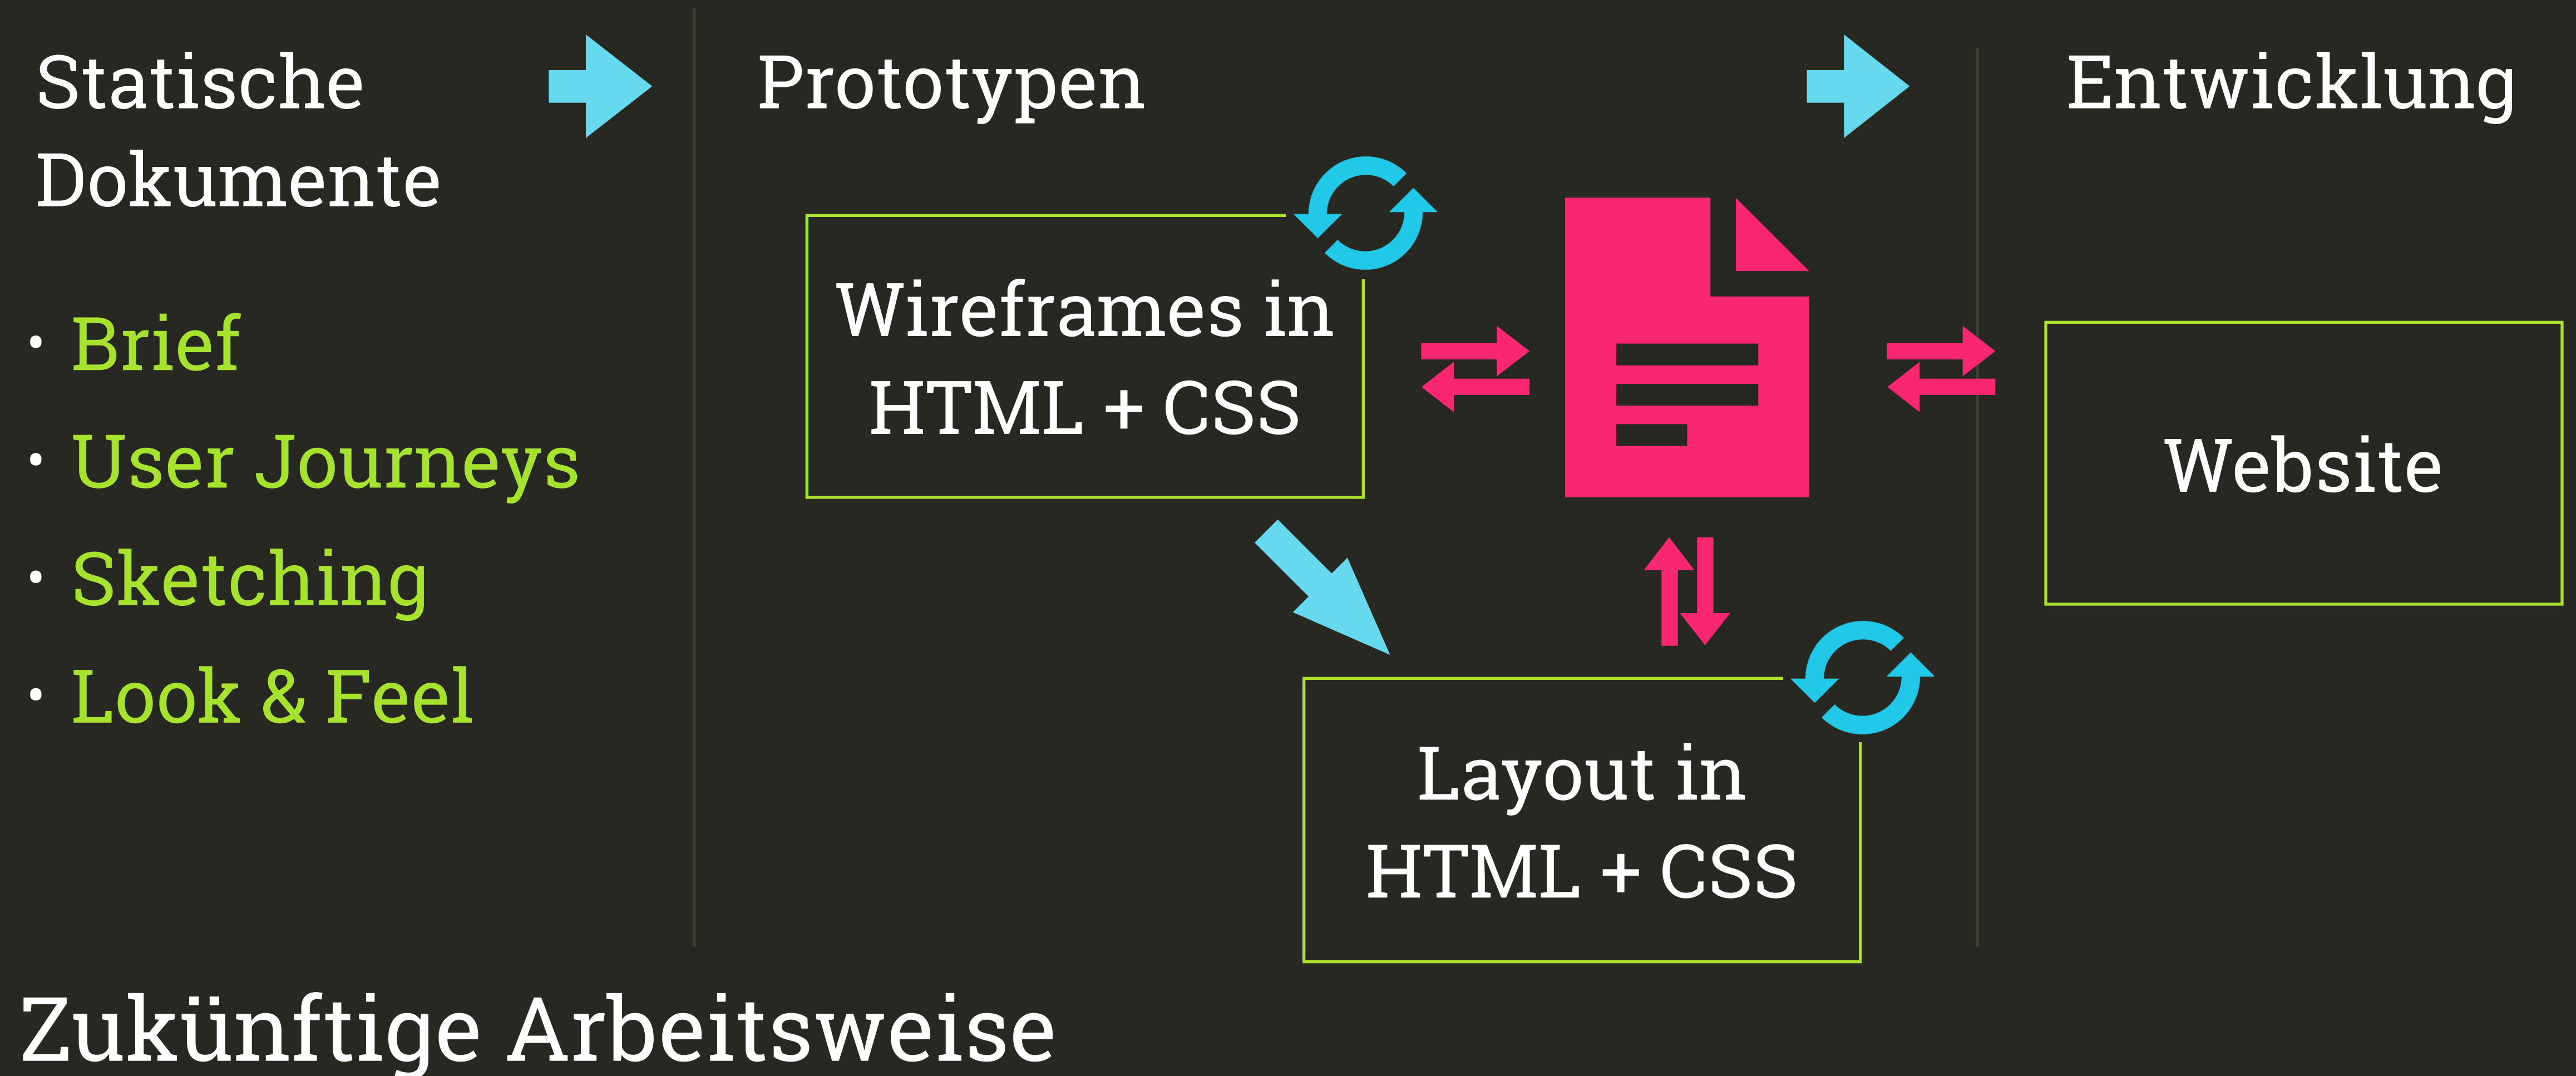 Statische
Dokumente
• Brief
• User Journeys
• Sketching
• Look & Feel
Prototypen
Wireframes in
HTML + CSS
Layout in
HTML + CSS
Entwicklung
Website
Zukünftige Arbeitsweise